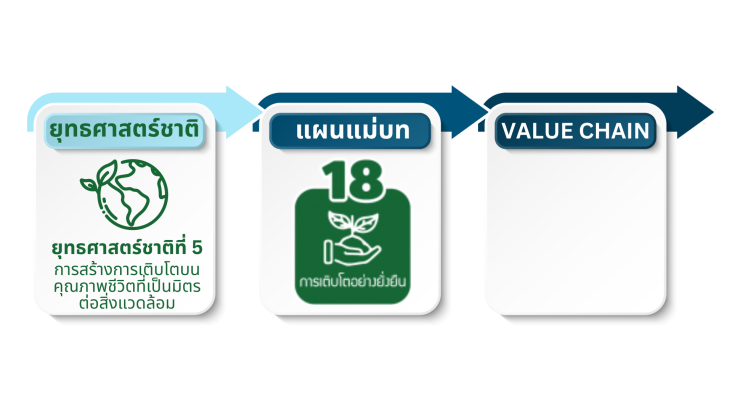 ยุทธศาสตร์ชาติ
ยุทธศาสตร์ชาติที่ 5
การสร้างการเติบโตบน
คุณภาพชีวิตที่เป็นมิตร
ต่อสิ่งแวดล้อม
แผนแม่บท
18
การเติบโตอย่างยั่งยืน
VALUE CHAIN